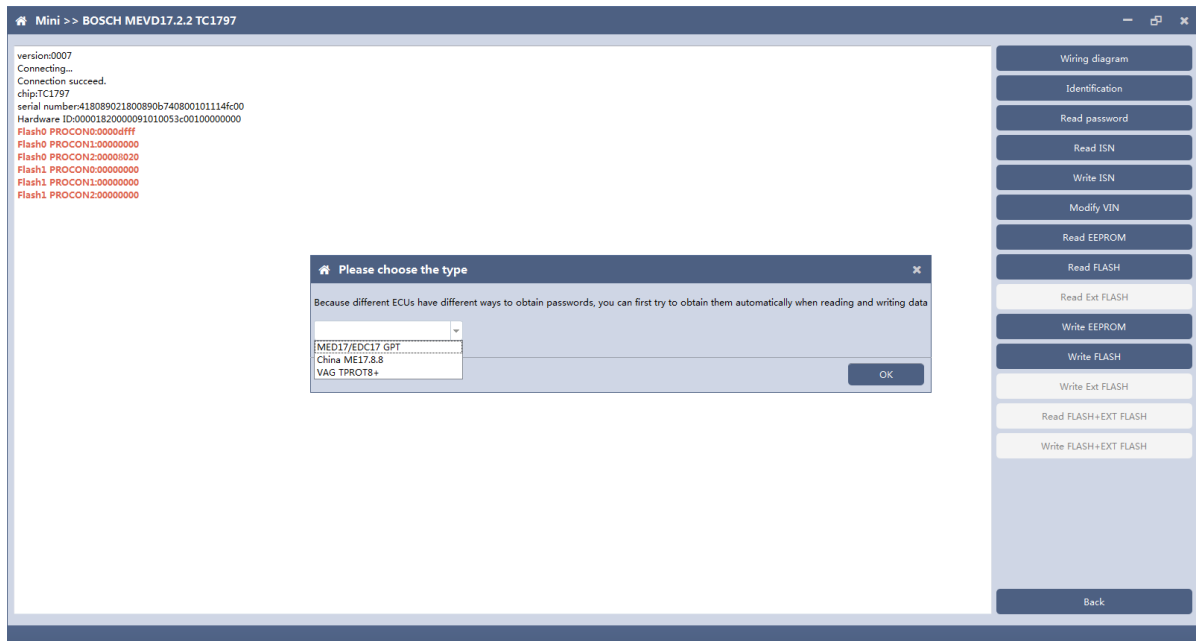 Mini >> BOSCH MEVD17.2.2 TC1797
version:0007
Connecting...
Connection succeed.
chip:TC1797
serial number:418089021800890b740800101114fc00
Hardware ID:00001820000091010053c00100000000
Flash0 PROCON0:0000dfff
Flash0 PROCON1:00000000
Flash0 PROCON2:00008020
Flash1 PROCON0:00000000
Flash1 PROCON1:00000000
Flash1 PROCON2:00000000
Please choose the type
Because different ECUs have different ways to obtain passwords, you can first try to obtain them automatically when reading and writing data
MED17/EDC17 GPT
China ME17.8.8
VAG TPROT8+
OK
Wiring diagram
Identification
Read password
Read ISN
Write ISN
Modify VIN
Read EEPROM
Read FLASH
Read Ext FLASH
Write EEPROM
Write FLASH
Write Ext FLASH
Read FLASH+EXT FLASH
Write FLASH+EXT FLASH
Back